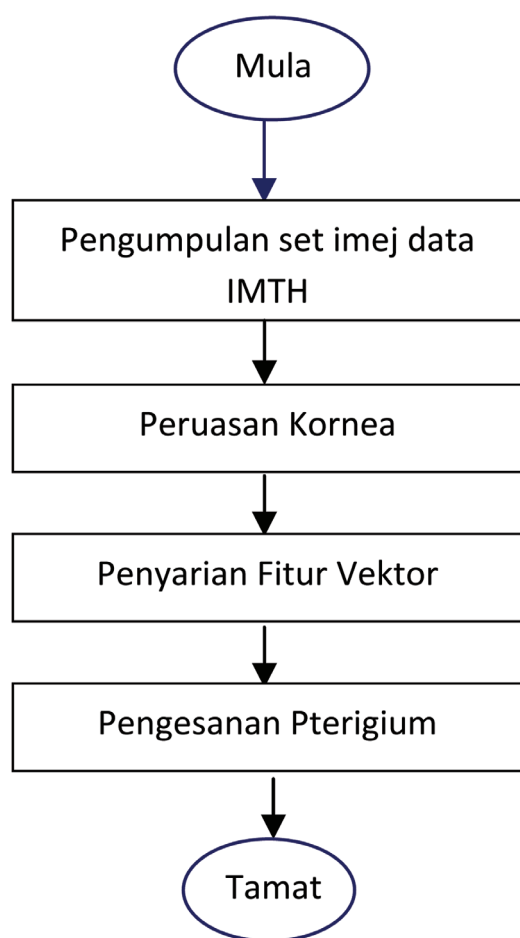 Mula
Pengumpulan set imej data
IMTH
Peruasan Kornea
Penyarian Fitur Vektor
Pengesanan Pterigium
Tamat